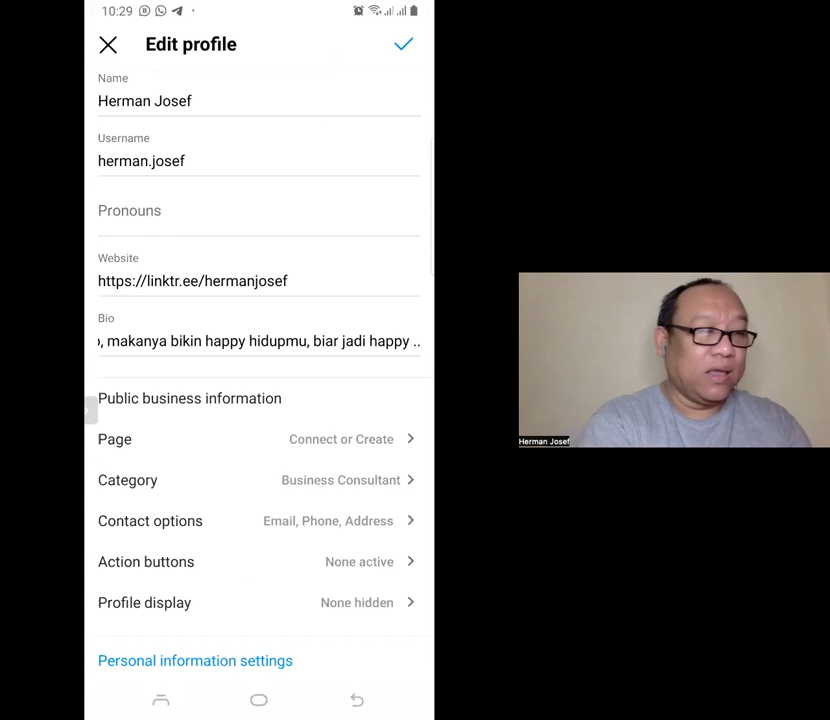 10:29
Edit profile
Name
Herman Josef
Username
herman.josef
Pronouns
Website
https://linktr.ee/hermanjosef
Bio
, makanya bikin happy hidupmu, biar jadi happy ..
Public business information
Page Connect or Create
Category Business Consultant
Contact options Email, Phone, Address
Action buttons None active
Profile display None hidden
Personal information settings
Herman Josef